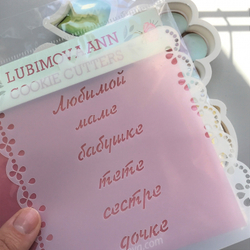 LUBIMOVA ANN
COOKIE CUTTERS
Любимой
маме
бабушке
тете
сестре
дочке